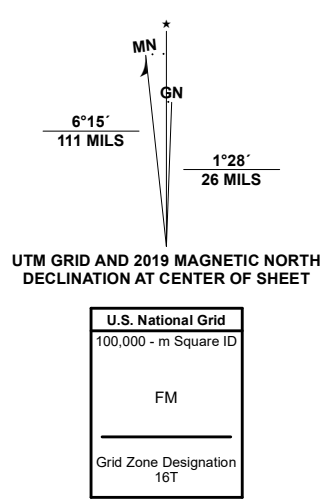 MN
GN
6°15´
111 MILS
1°28´
26 MILS
UTM GRID AND 2019 MAGNETIC NORTH
DECLINATION AT CENTER OF SHEET
U.S. National Grid
100,000 - m Square ID
FM
Grid Zone Designation
16T